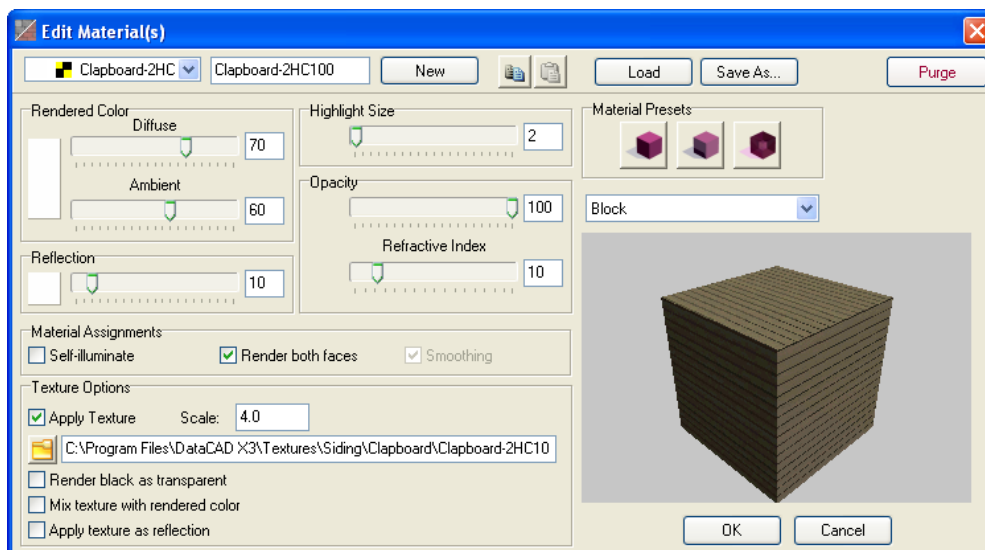 Edit Material(s)
Clapboard-2HC Clapboard-2HC100 New Load Save As... Purge
Rendered Color
Diffuse
70
Ambient
60
Reflection
10
Highlight Size
2
Opacity
100
Refractive Index
10
Material Presets
Block
Material Assignments
Self-illuminate Render both faces Smoothing
Texture Options
Apply Texture Scale: 4.0
C:\Program Files\DataCAD X3\Textures\Siding\Clapboard\Clapboard-2HC10
Render black as transparent
Mix texture with rendered color
Apply texture as reflection
OK Cancel